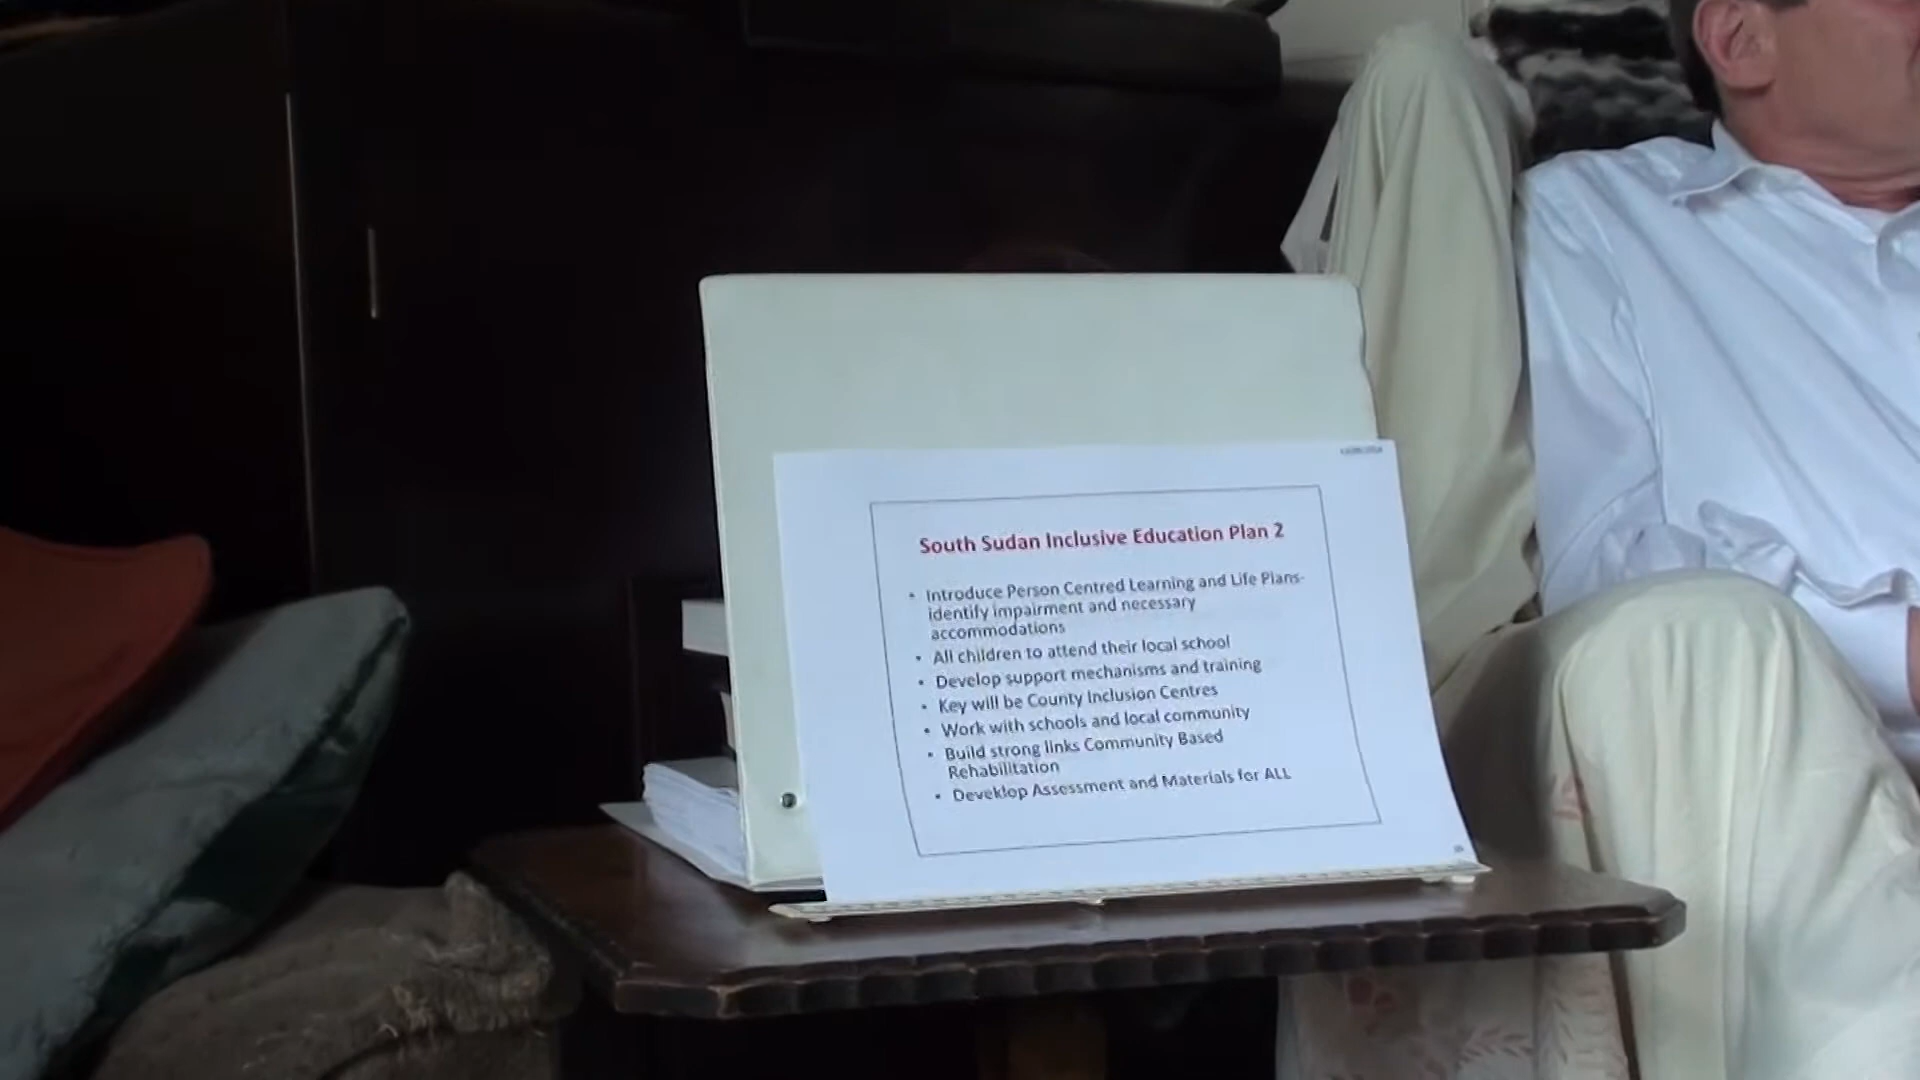 South Sudan Inclusive Education Plan 2
• Introduce Person Centred Learning and Life Plans-
identify impairment and necessary
accommodations
• All children to attend their local school
• Develop support mechanisms and training
• Key will be County Inclusion Centres
• Work with schools and local community
• Build strong links Community Based
Rehabilitation
• Deveklop Assessment and Materials for ALL